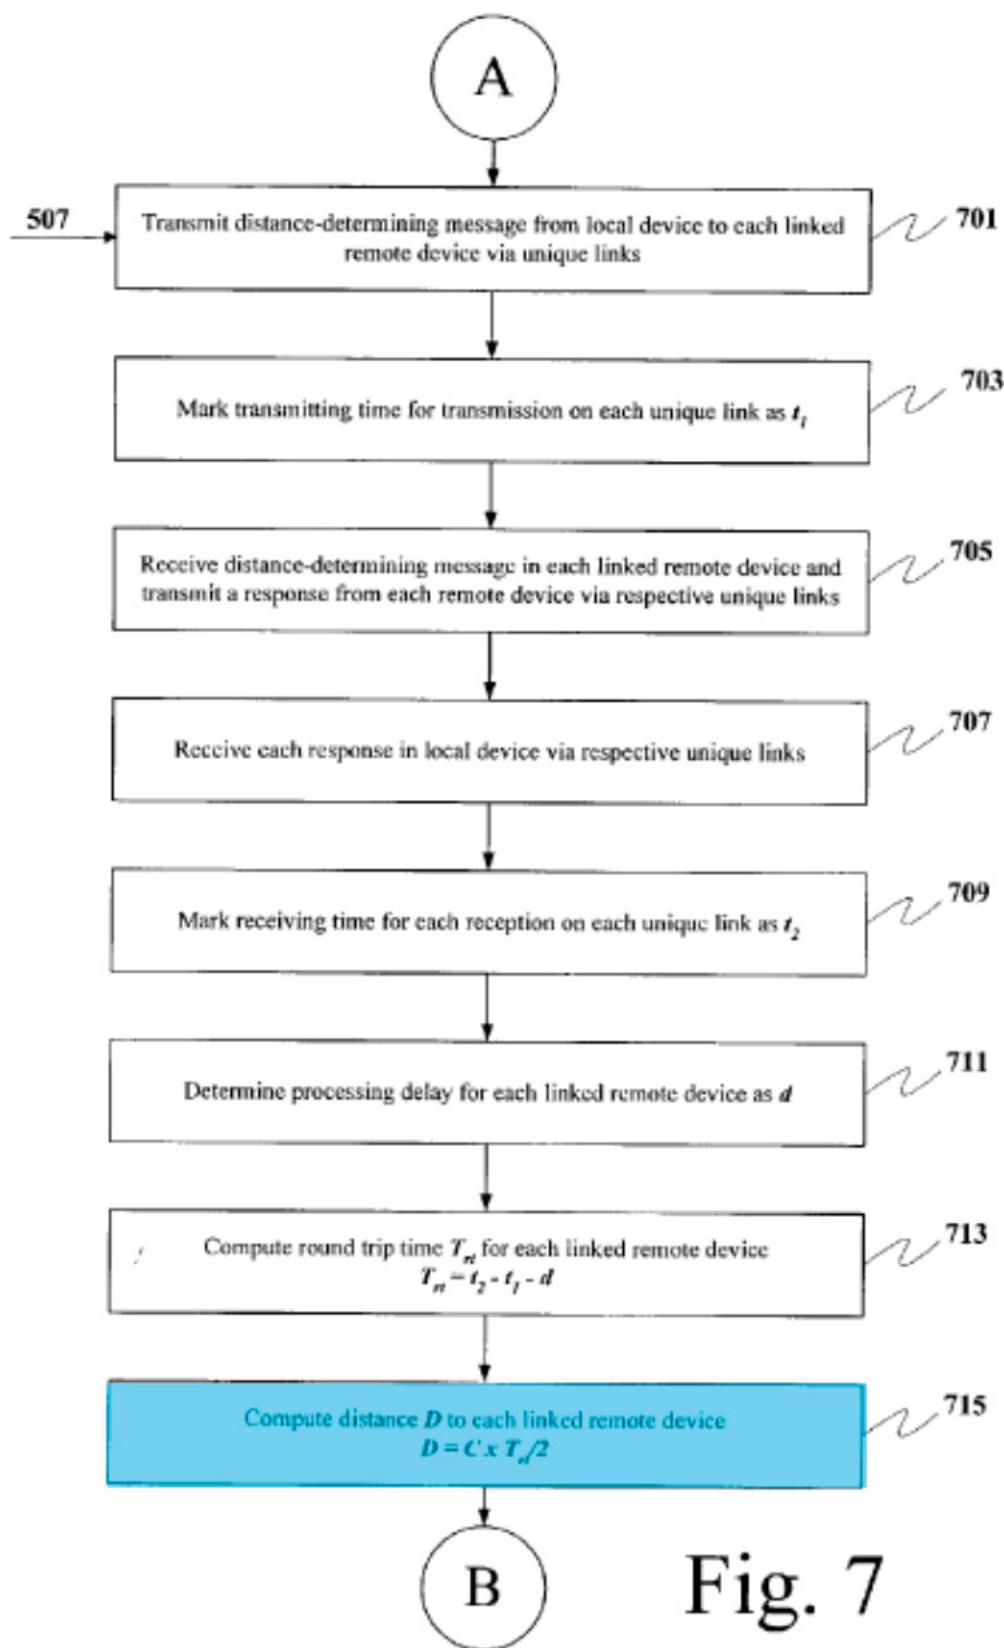 A
507
Transmit distance-determining message from local device to each linked
remote device via unique links
701
Mark transmitting time for transmission on each unique link as t₁
703
Receive distance-determining message in each linked remote device and
transmit a response from each remote device via respective unique links
705
Receive each response in local device via respective unique links
707
Mark receiving time for each reception on each unique link as t₂
709
Determine processing delay for each linked remote device as d
711
Compute round trip time Tᵣₜ for each linked remote device
Tᵣₜ = t₂ - t₁ - d
713
Compute distance D to each linked remote device
D = C x Tᵣₜ/2
715
B
Fig. 7